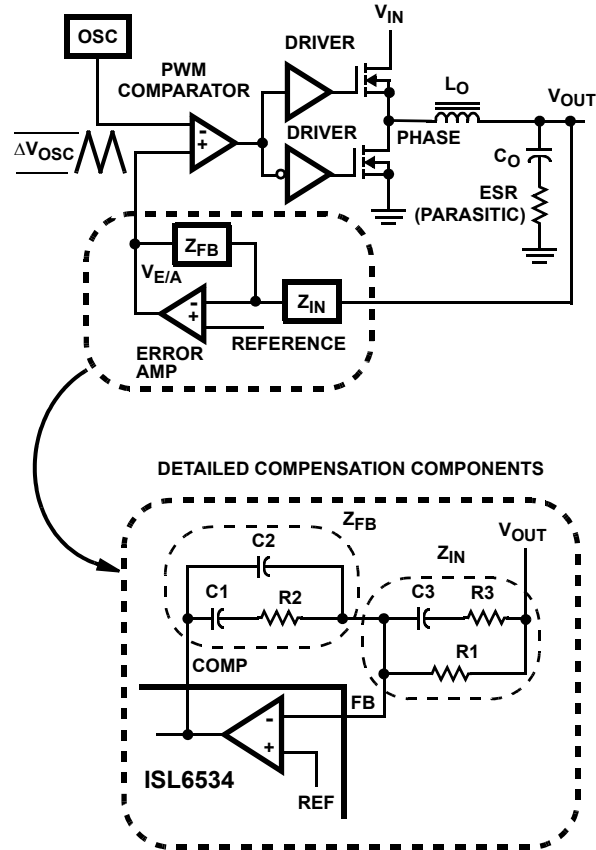 OSC
PWM
COMPARATOR
DRIVER
V_IN
L_O
V_OUT
ΔV_OSC
-
+
DRIVER
PHASE
C_O
ESR
(PARASITIC)
Z_FB
V_E/A
-
+
Z_IN
REFERENCE
ERROR
AMP
DETAILED COMPENSATION COMPONENTS
Z_FB
V_OUT
C2
Z_IN
C1
R2
C3
R3
R1
COMP
FB
-
+
ISL6534
REF